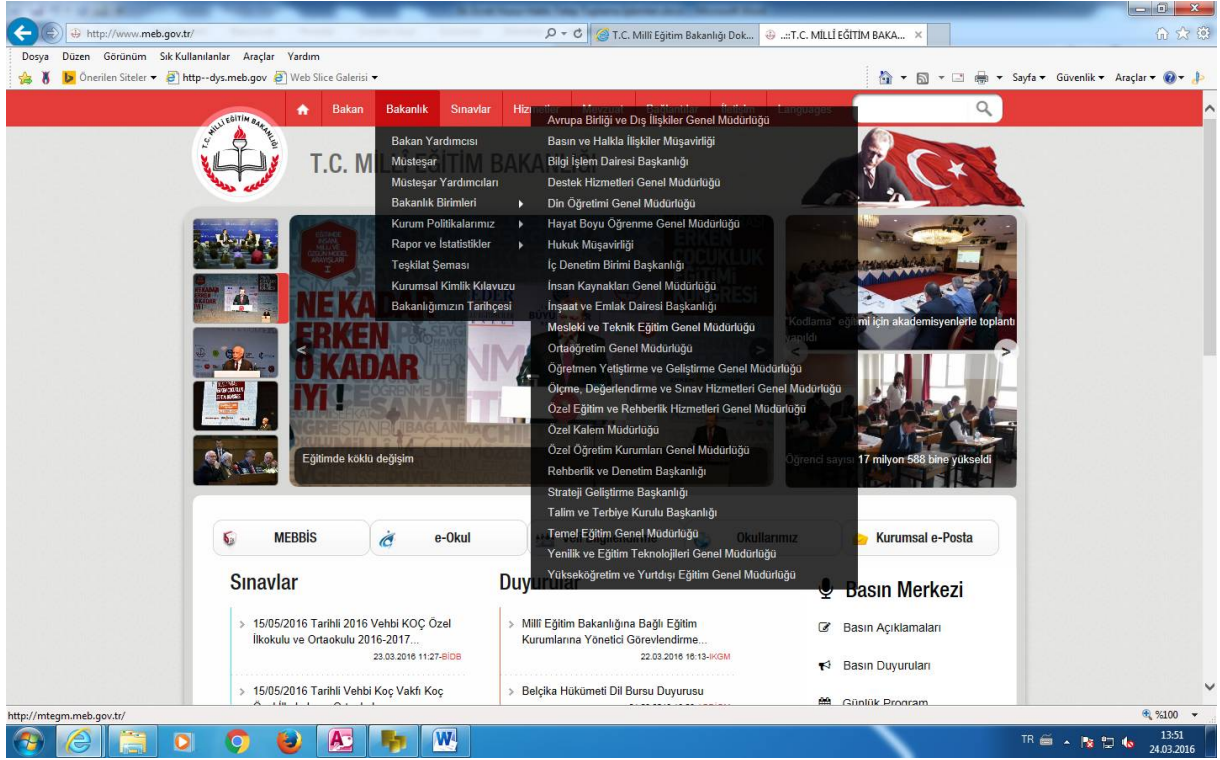 http://www.meb.gov.tr/
T.C. Millî Eğitim Bakanlığı Dok...
..::T.C. MİLLÎ EĞİTİM BAKA...
Dosya Düzen Görünüm Sık Kullanılanlar Araçlar Yardım
Önerilen Siteler http--dys.meb.gov Web Slice Galerisi
Sayfa Güvenlik Araçlar
Bakan Bakanlık Sınavlar Hizmetler Mevzuat Bağlantılar İletişim Languages
T.C. MİLLÎ EĞİTİM BAKANLIĞI
Bakan Yardımcısı
Müsteşar
Müsteşar Yardımcıları
Bakanlık Birimleri
Kurum Politikalarımız
Rapor ve İstatistikler
Teşkilat Şeması
Kurumsal Kimlik Kılavuzu
Bakanlığımızın Tarihçesi
Avrupa Birliği ve Dış İlişkiler Genel Müdürlüğü
Basın ve Halkla İlişkiler Müşavirliği
Bilgi İşlem Dairesi Başkanlığı
Destek Hizmetleri Genel Müdürlüğü
Din Öğretimi Genel Müdürlüğü
Hayat Boyu Öğrenme Genel Müdürlüğü
Hukuk Müşavirliği
İç Denetim Birimi Başkanlığı
İnsan Kaynakları Genel Müdürlüğü
İnşaat ve Emlak Dairesi Başkanlığı
Mesleki ve Teknik Eğitim Genel Müdürlüğü
Ortaöğretim Genel Müdürlüğü
Öğretmen Yetiştirme ve Geliştirme Genel Müdürlüğü
Ölçme, Değerlendirme ve Sınav Hizmetleri Genel Müdürlüğü
Özel Eğitim ve Rehberlik Hizmetleri Genel Müdürlüğü
Özel Kalem Müdürlüğü
Özel Öğretim Kurumları Genel Müdürlüğü
Rehberlik ve Denetim Başkanlığı
Strateji Geliştirme Başkanlığı
Talim ve Terbiye Kurulu Başkanlığı
Temel Eğitim Genel Müdürlüğü
Yenilik ve Eğitim Teknolojileri Genel Müdürlüğü
Yükseköğretim ve Yurtdışı Eğitim Genel Müdürlüğü
NE KADAR
ERKEN
O KADAR
İYİ !
Eğitimde köklü değişim
"Kodlama" eğitimi için akademisyenlerle toplantı
yapıldı
Öğrenci sayısı 17 milyon 588 bine yükseldi
MEBBİS
e-Okul
Okullarımız
Kurumsal e-Posta
Sınavlar
15/05/2016 Tarihli 2016 Vehbi KOÇ Özel
İlkokulu ve Ortaokulu 2016-2017...
23.03.2016 11:27-BİDB
15/05/2016 Tarihli Vehbi Koç Vakfı Koç
Duyurular
Millî Eğitim Bakanlığına Bağlı Eğitim
Kurumlarına Yönetici Görevlendirme...
22.03.2016 16:13-IKGM
Belçika Hükümeti Dil Bursu Duyurusu
Basın Merkezi
Basın Açıklamaları
Basın Duyuruları
Günlük Program
http://mtegm.meb.gov.tr/
%100
TR
13:51
24.03.2016